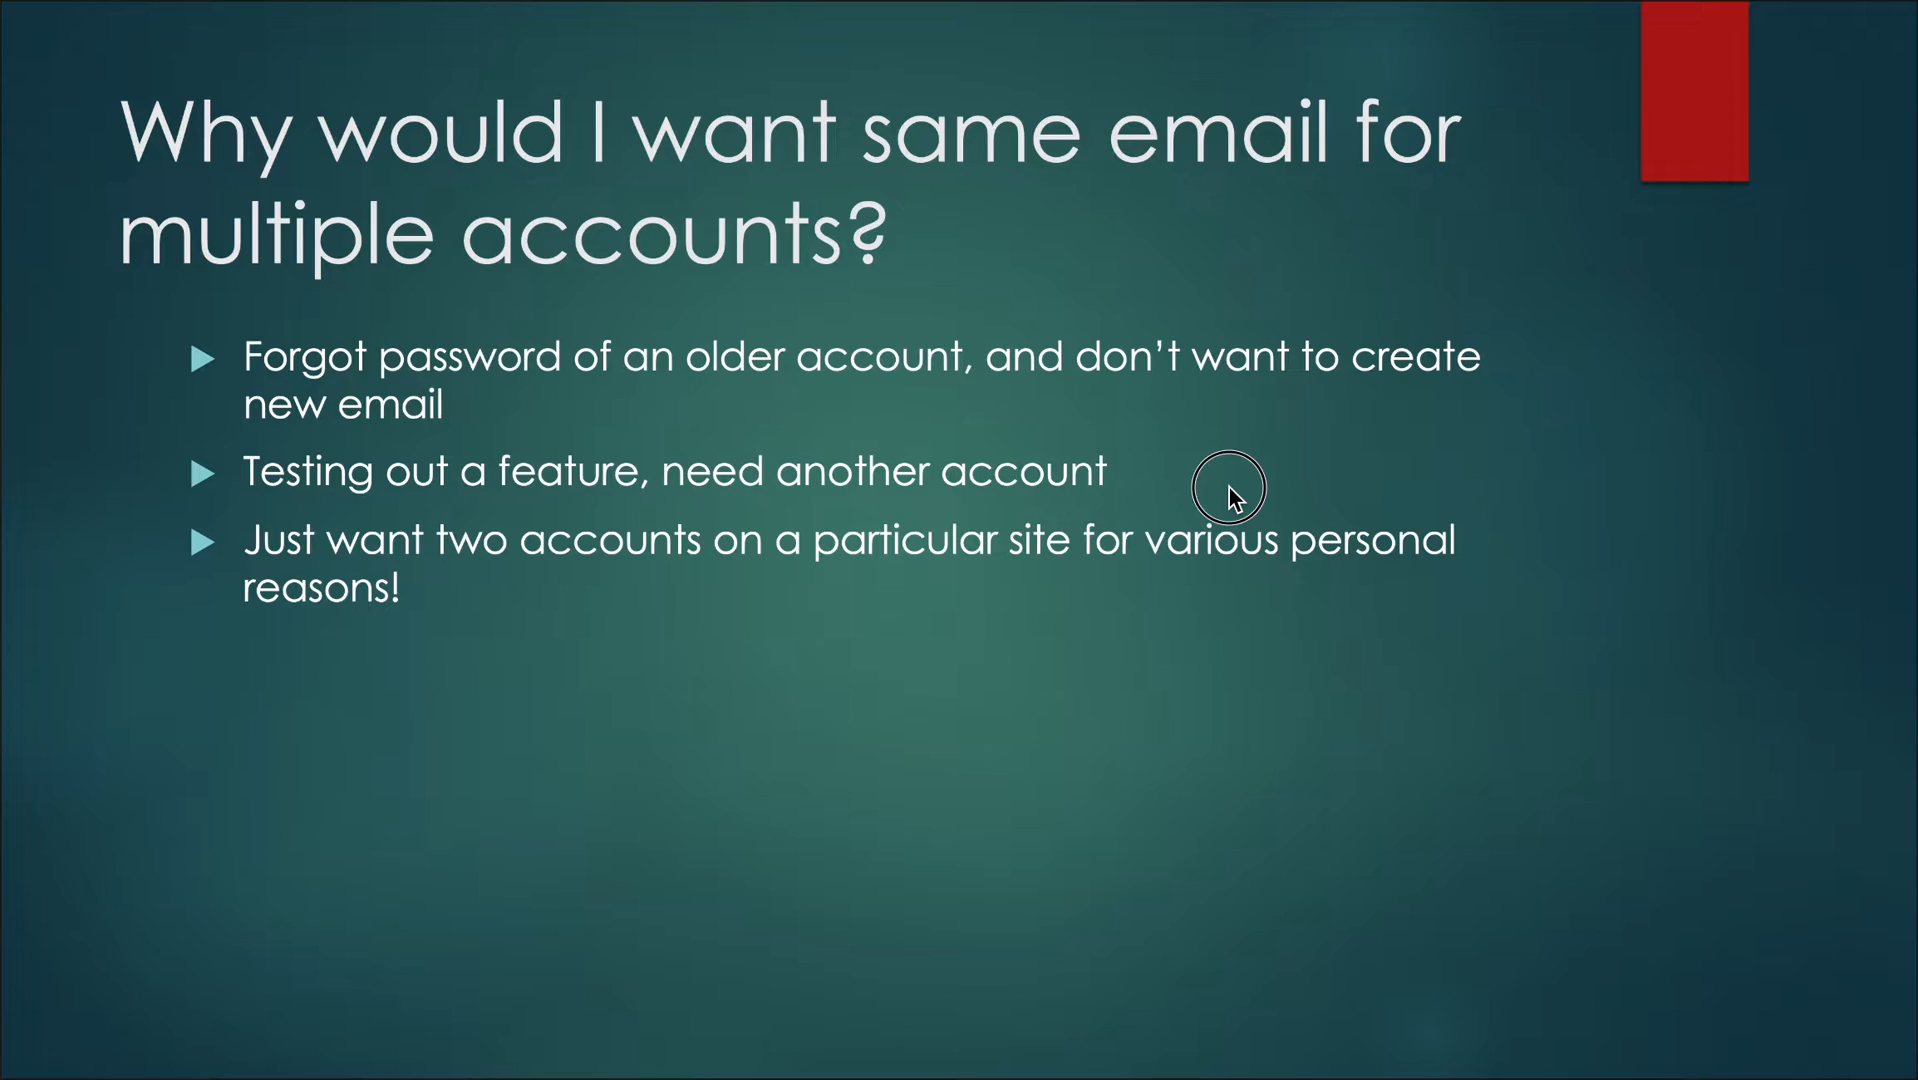 Why would I want same email for
multiple accounts?
Forgot password of an older account, and don’t want to create
new email
Testing out a feature, need another account
Just want two accounts on a particular site for various personal
reasons!